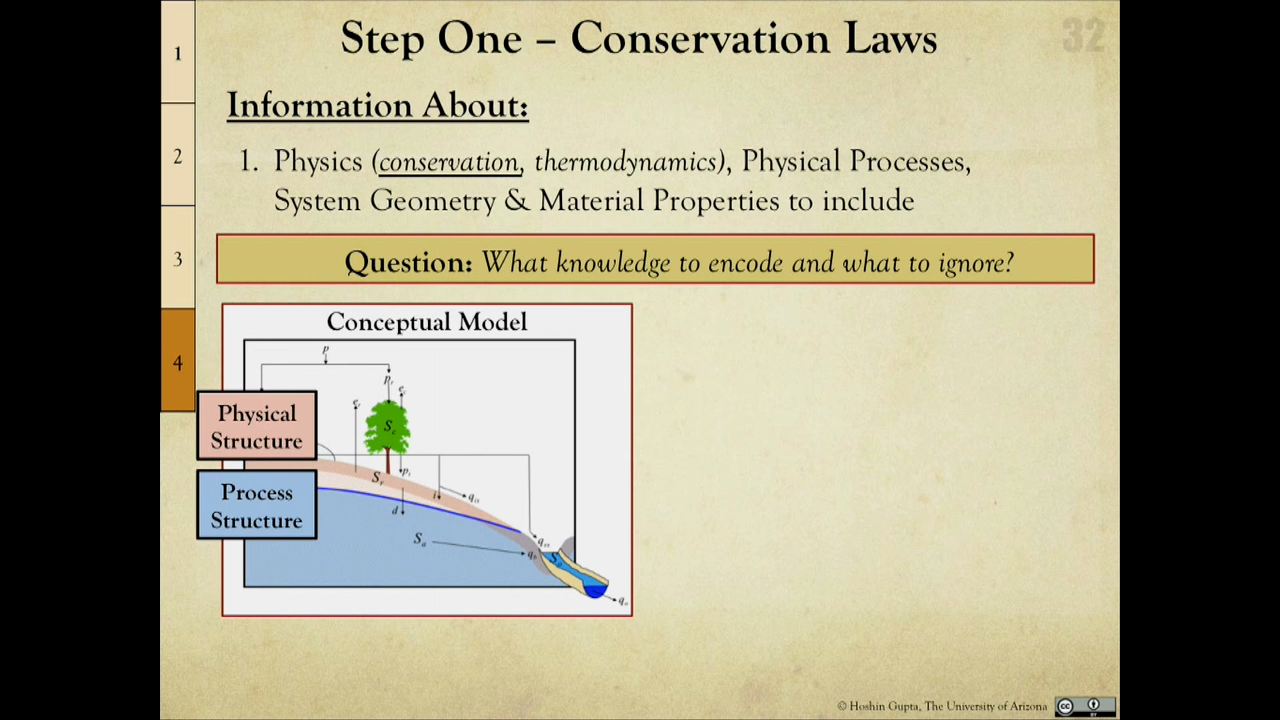 Step One – Conservation Laws
32
1
2
3
4
Information About:
1. Physics (conservation, thermodynamics), Physical Processes,
System Geometry & Material Properties to include
Question: What knowledge to encode and what to ignore?
Conceptual Model
Physical
Structure
Process
Structure
p
S
d
S
© Hoshin Gupta, The University of Arizona
cc
BY